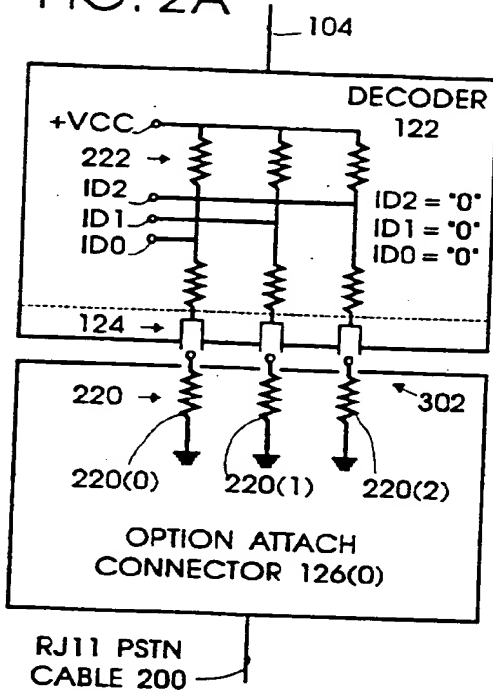 FIG. 2A
104
DECODER
122
+VCC
222
ID2
ID1
ID0
ID2 = "0"
ID1 = "0"
ID0 = "0"
124
220
302
220(0)
220(1)
220(2)
OPTION ATTACH
CONNECTOR 126(0)
RJ11 PSTN
CABLE 200